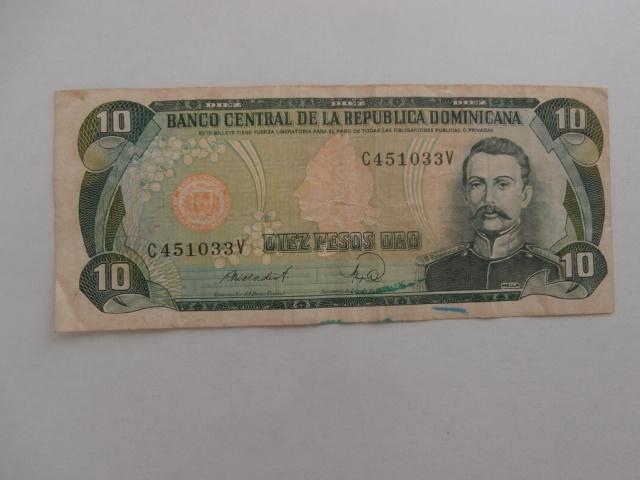 DIEZ DIEZ DIEZ
10 BANCO CENTRAL DE LA REPUBLICA DOMINICANA 10
ESTE BILLETE TIENE FUERZA LIBERATORIA PARA EL PAGO DE TODAS LAS OBLIGACIONES PUBLICAS O PRIVADAS
C451033V
C451033V DIEZ PESOS ORO
10 10
MELLA